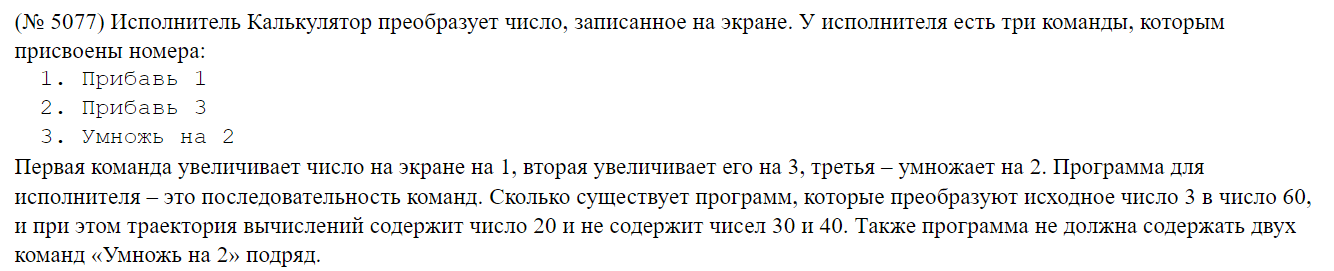 (№ 5077) Исполнитель Калькулятор преобразует число, записанное на экране. У исполнителя есть три команды, которым
присвоены номера:
1. Прибавь 1
2. Прибавь 3
3. Умножь на 2
Первая команда увеличивает число на экране на 1, вторая увеличивает его на 3, третья – умножает на 2. Программа для
исполнителя – это последовательность команд. Сколько существует программ, которые преобразуют исходное число 3 в число 60,
и при этом траектория вычислений содержит число 20 и не содержит чисел 30 и 40. Также программа не должна содержать двух
команд «Умножь на 2» подряд.